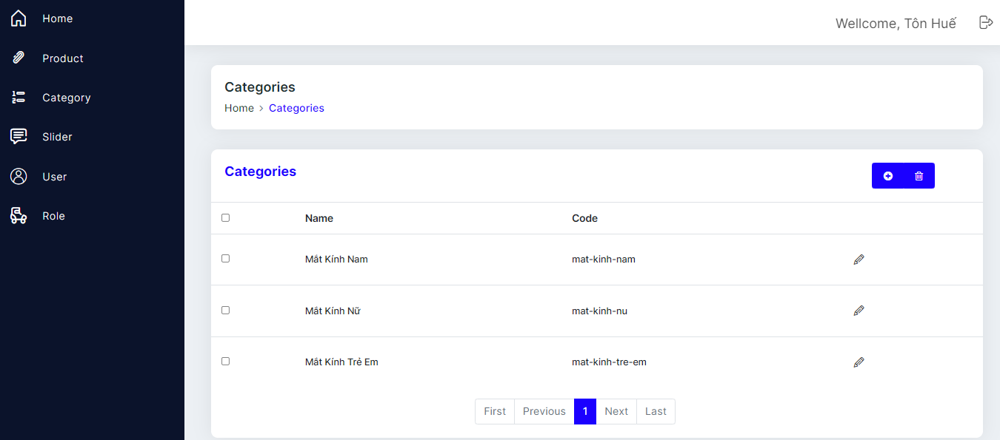 Home
Product
Category
Slider
User
Role
Wellcome, Tôn Huế
Categories
Home > Categories
Categories
Name Code
Mắt Kính Nam mat-kinh-nam
Mắt Kính Nữ mat-kinh-nu
Mắt Kính Trẻ Em mat-kinh-tre-em
First Previous 1 Next Last